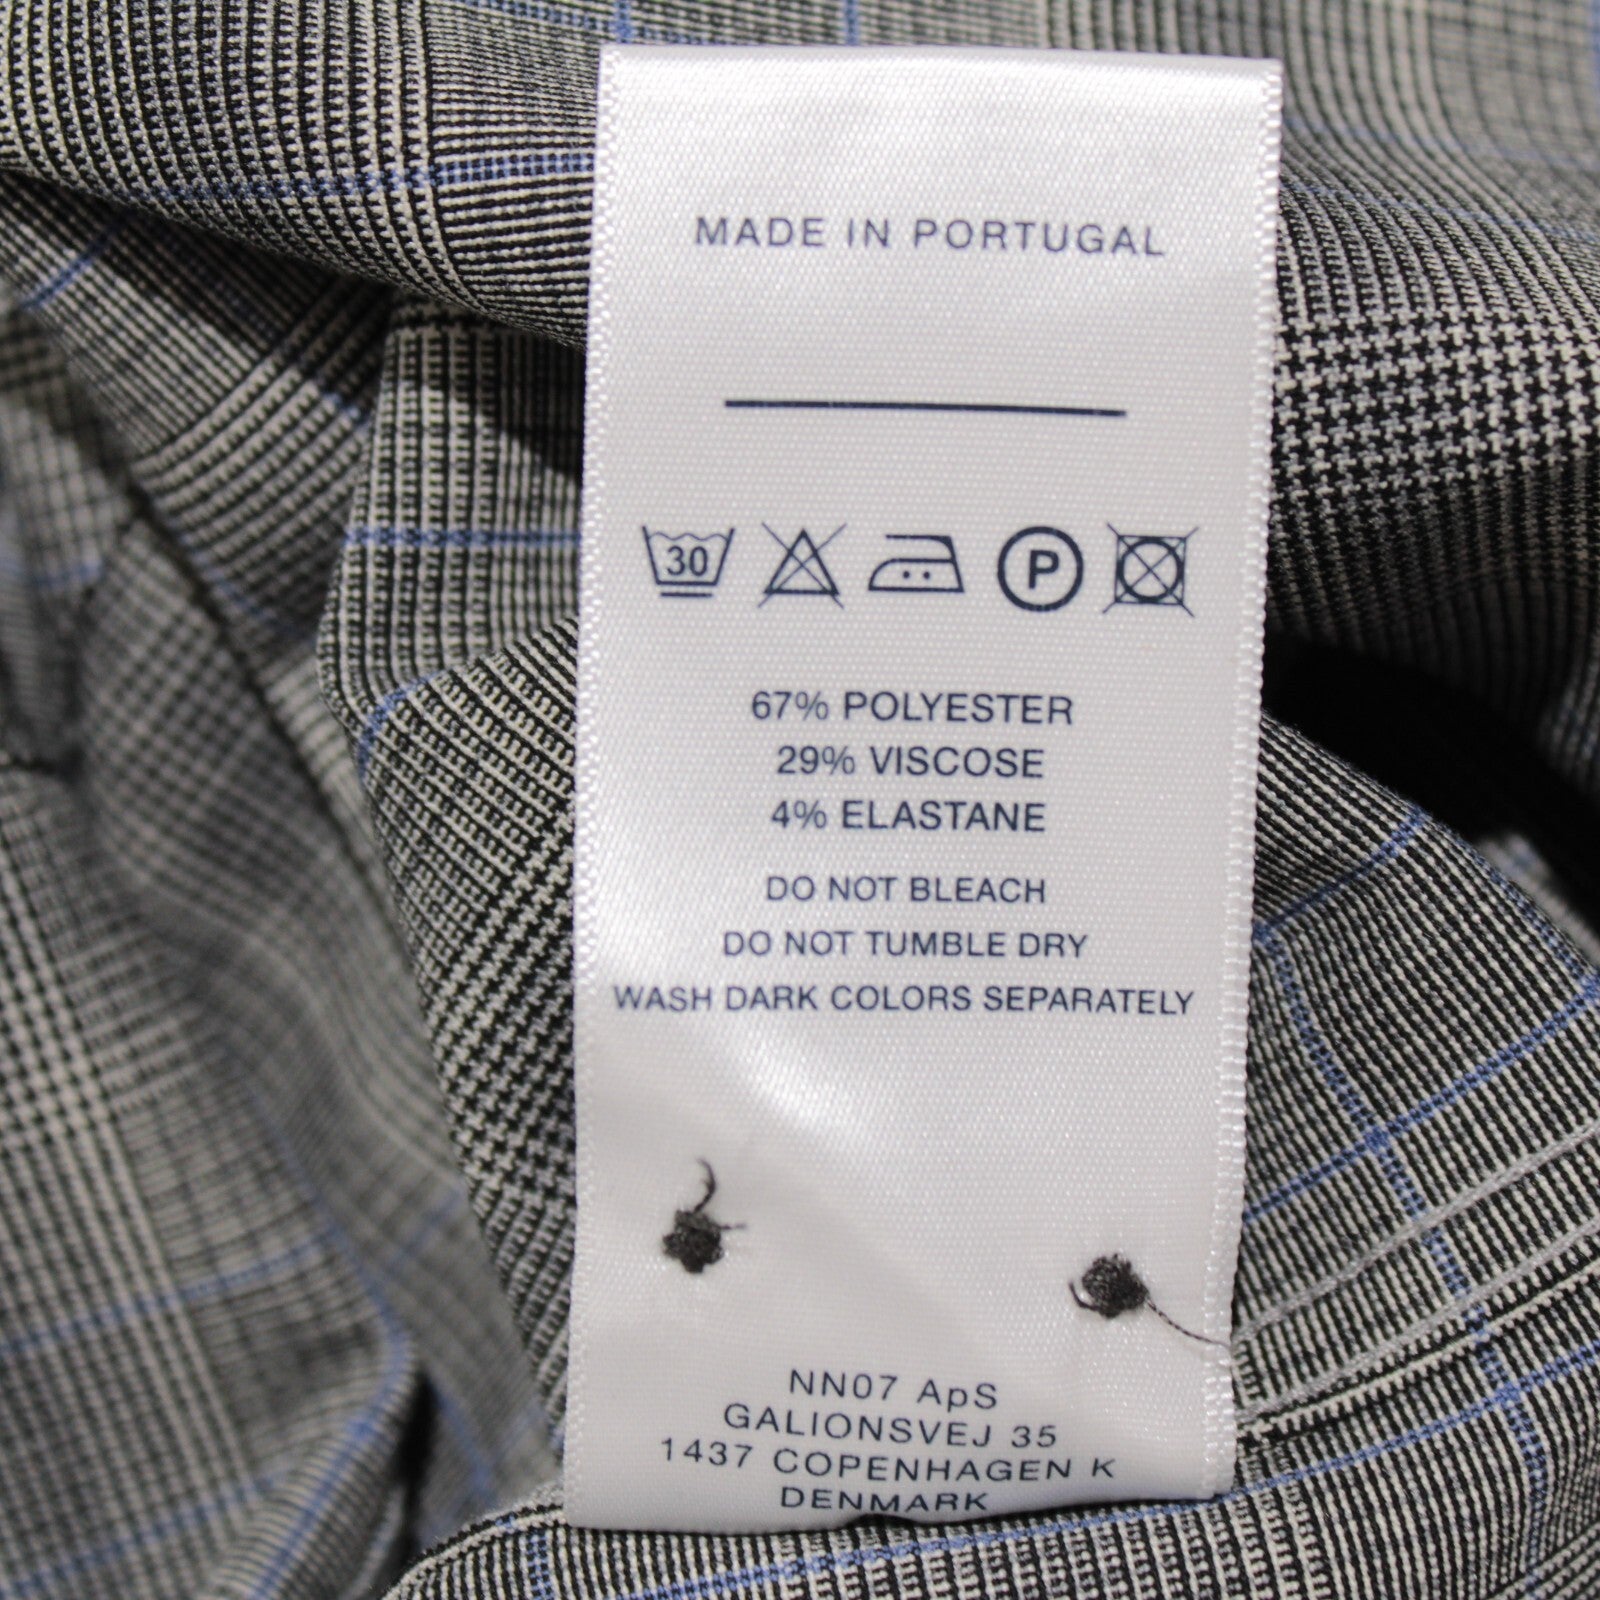 MADE IN PORTUGAL
30 P
67% POLYESTER
29% VISCOSE
4% ELASTANE
DO NOT BLEACH
DO NOT TUMBLE DRY
WASH DARK COLORS SEPARATELY
NN07 ApS
GALIONSVEJ 35
1437 COPENHAGEN K
DENMARK